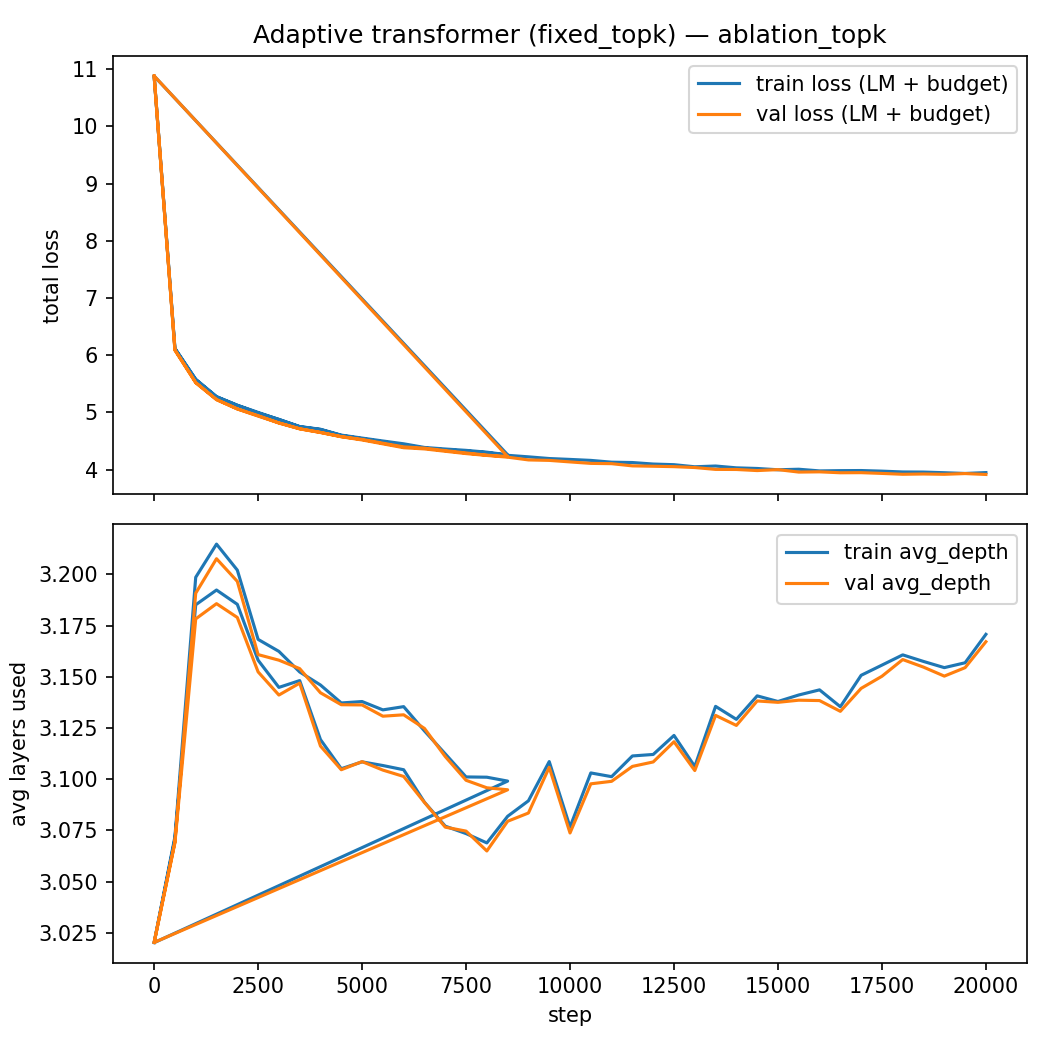 Adaptive transformer (fixed_topk) — ablation_topk
train loss (LM + budget)
val loss (LM + budget)
total loss
11
10
9
8
7
6
5
4
train avg_depth
val avg_depth
avg layers used
3.200
3.175
3.150
3.125
3.100
3.075
3.050
3.025
0 2500 5000 7500 10000 12500 15000 17500 20000
step